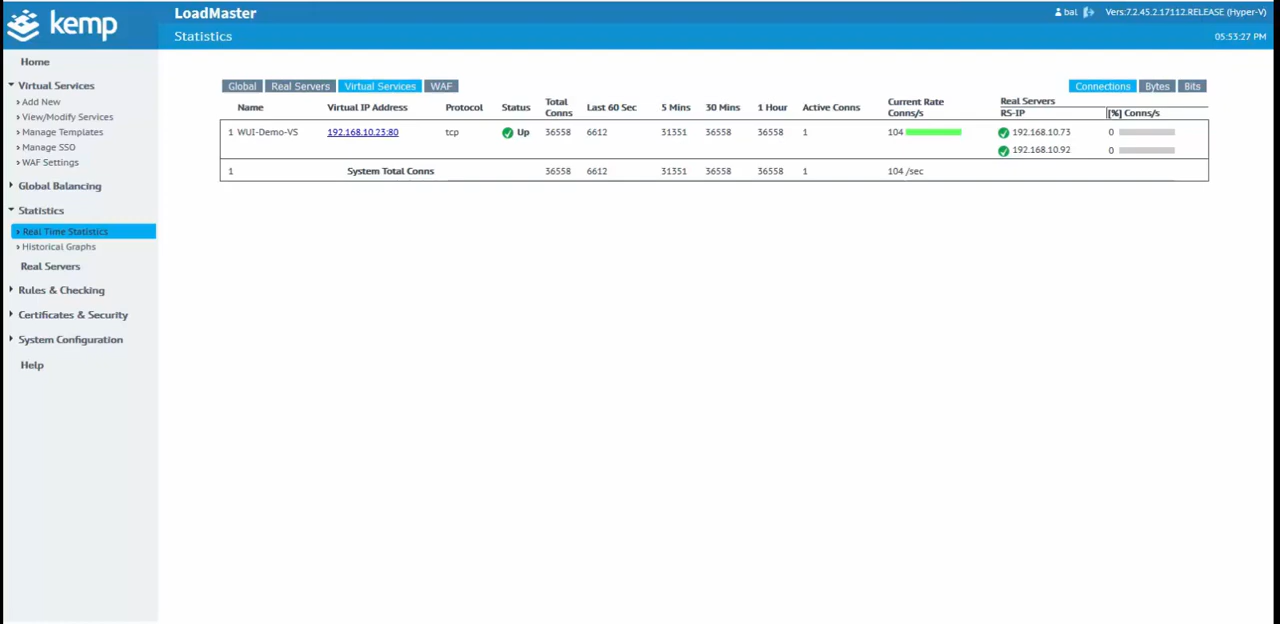 kemp
LoadMaster
bal
Vers:7.2.45.2.17112.RELEASE (Hyper-V)
Statistics
05:53:27 PM
Home
Virtual Services
Add New
View/Modify Services
Manage Templates
Manage SSO
WAF Settings
Global Balancing
Statistics
Real Time Statistics
Historical Graphs
Real Servers
Rules & Checking
Certificates & Security
System Configuration
Help
Global Real Servers Virtual Services WAF Connections Bytes Bits
Name Virtual IP Address Protocol Status Total Conns Last 60 Sec 5 Mins 30 Mins 1 Hour Active Conns Current Rate Conns/s Real Servers RS-IP [%] Conns/s
1 WUI-Demo-VS 192.168.10.23:80 tcp Up 36558 6612 31351 36558 36558 1 104 192.168.10.73 0
192.168.10.92 0
1 System Total Conns 36558 6612 31351 36558 36558 1 104 /sec